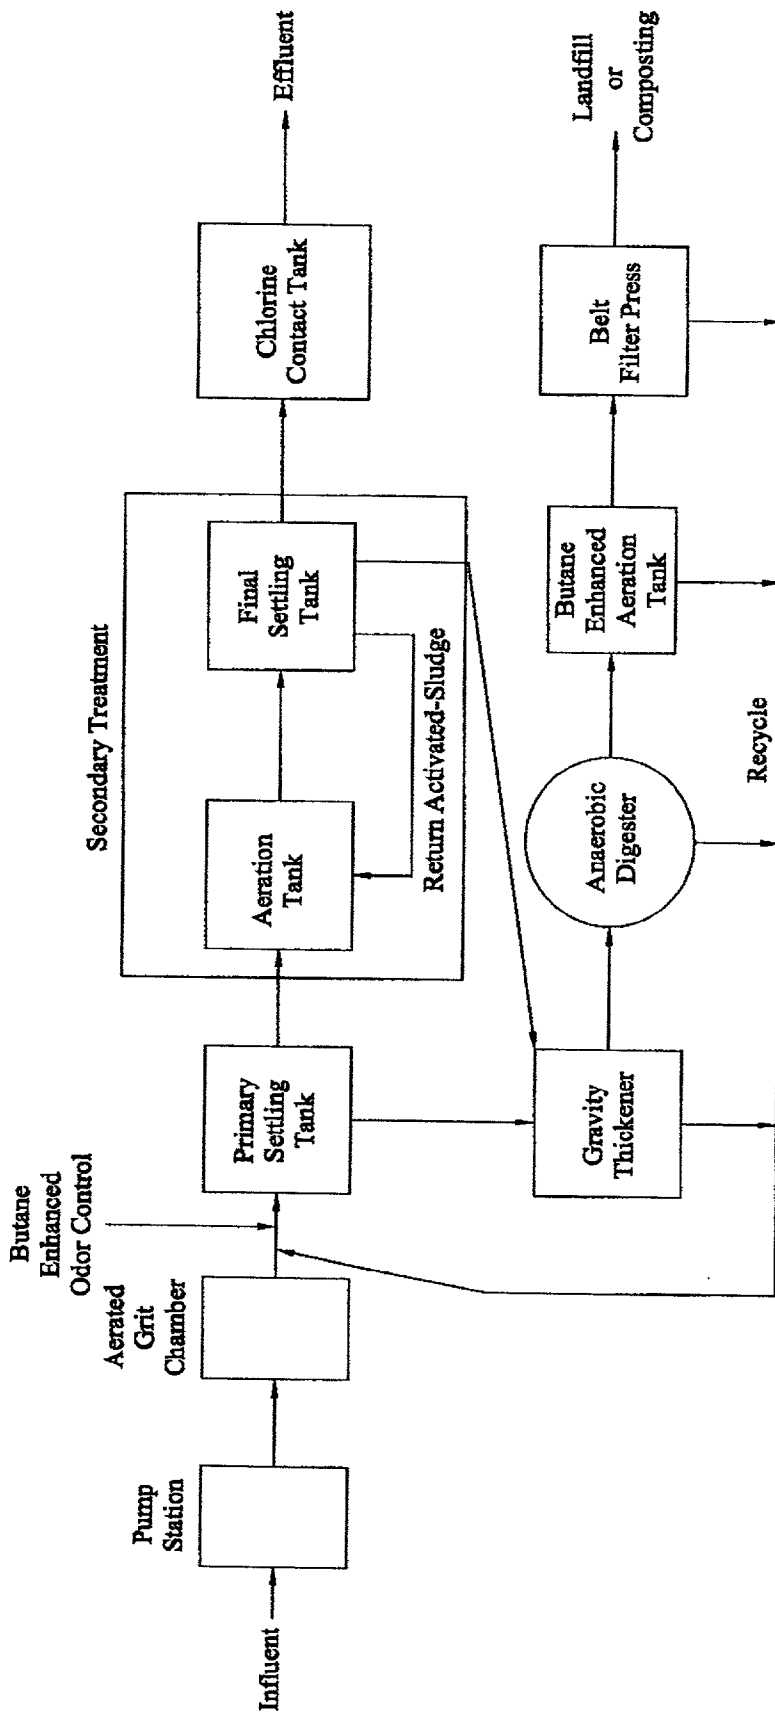 Influent
Pump
Station
Aerated
Grit
Chamber
Butane
Enhanced
Odor Control
Primary
Settling
Tank
Secondary Treatment
Aeration
Tank
Final
Settling
Tank
Return Activated-Sludge
Chlorine
Contact Tank
Effluent
Gravity
Thickener
Anaerobic
Digester
Butane
Enhanced
Aeration
Tank
Belt
Filter Press
Landfill
or
Composting
Recycle